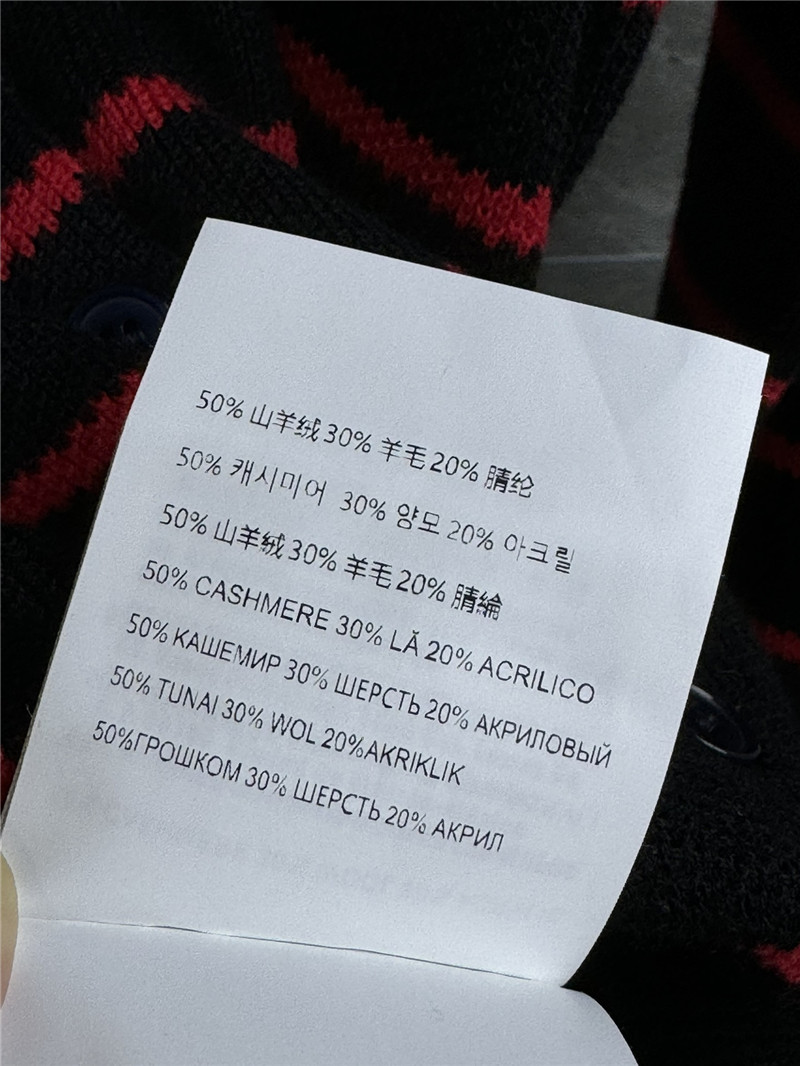 50% 山羊绒 30% 羊毛 20% 腈纶
50% 캐시미어 30% 양모 20% 아크릴
50% 山羊絨 30% 羊毛 20% 腈綸
50% CASHMERE 30% LÃ 20% ACRILICO
50% КАШЕМИР 30% ШЕРСТЬ 20% АКРИЛОВЫЙ
50% TUNAI 30% WOL 20%AKRIKLIK
50%ГРОШКОМ 30% ШЕРСТЬ 20% АКРИЛ